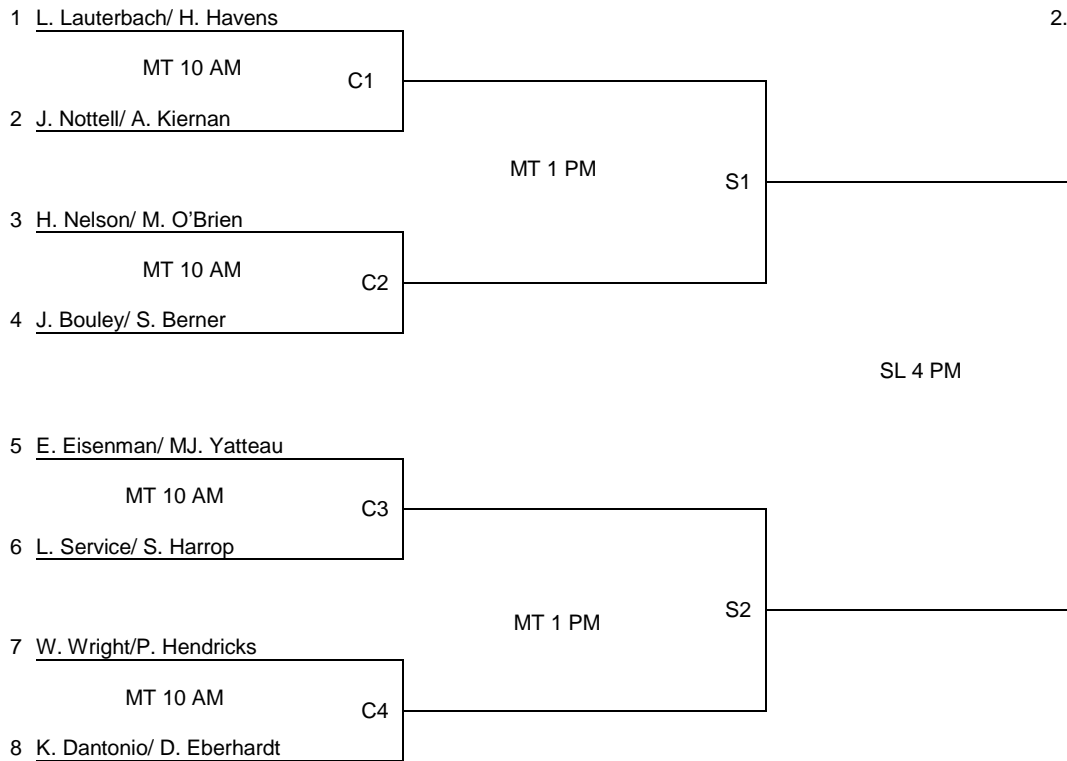 1 L. Lauterbach/ H. Havens
2.
MT 10 AM
C1
2 J. Nottell/ A. Kiernan
MT 1 PM
S1
3 H. Nelson/ M. O’Brien
MT 10 AM
C2
4 J. Bouley/ S. Berner
SL 4 PM
5 E. Eisenman/ MJ. Yatteau
MT 10 AM
C3
6 L. Service/ S. Harrop
MT 1 PM
S2
7 W. Wright/P. Hendricks
MT 10 AM
C4
8 K. Dantonio/ D. Eberhardt